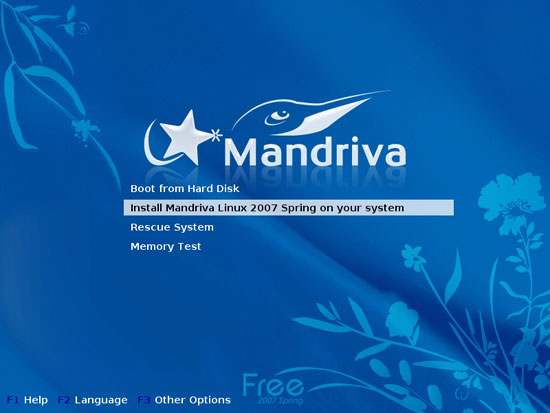 Mandriva
Boot from Hard Disk
Install Mandriva Linux 2007 Spring on your system
Rescue System
Memory Test
Free
2007 Spring
F1 Help F2 Language F3 Other Options